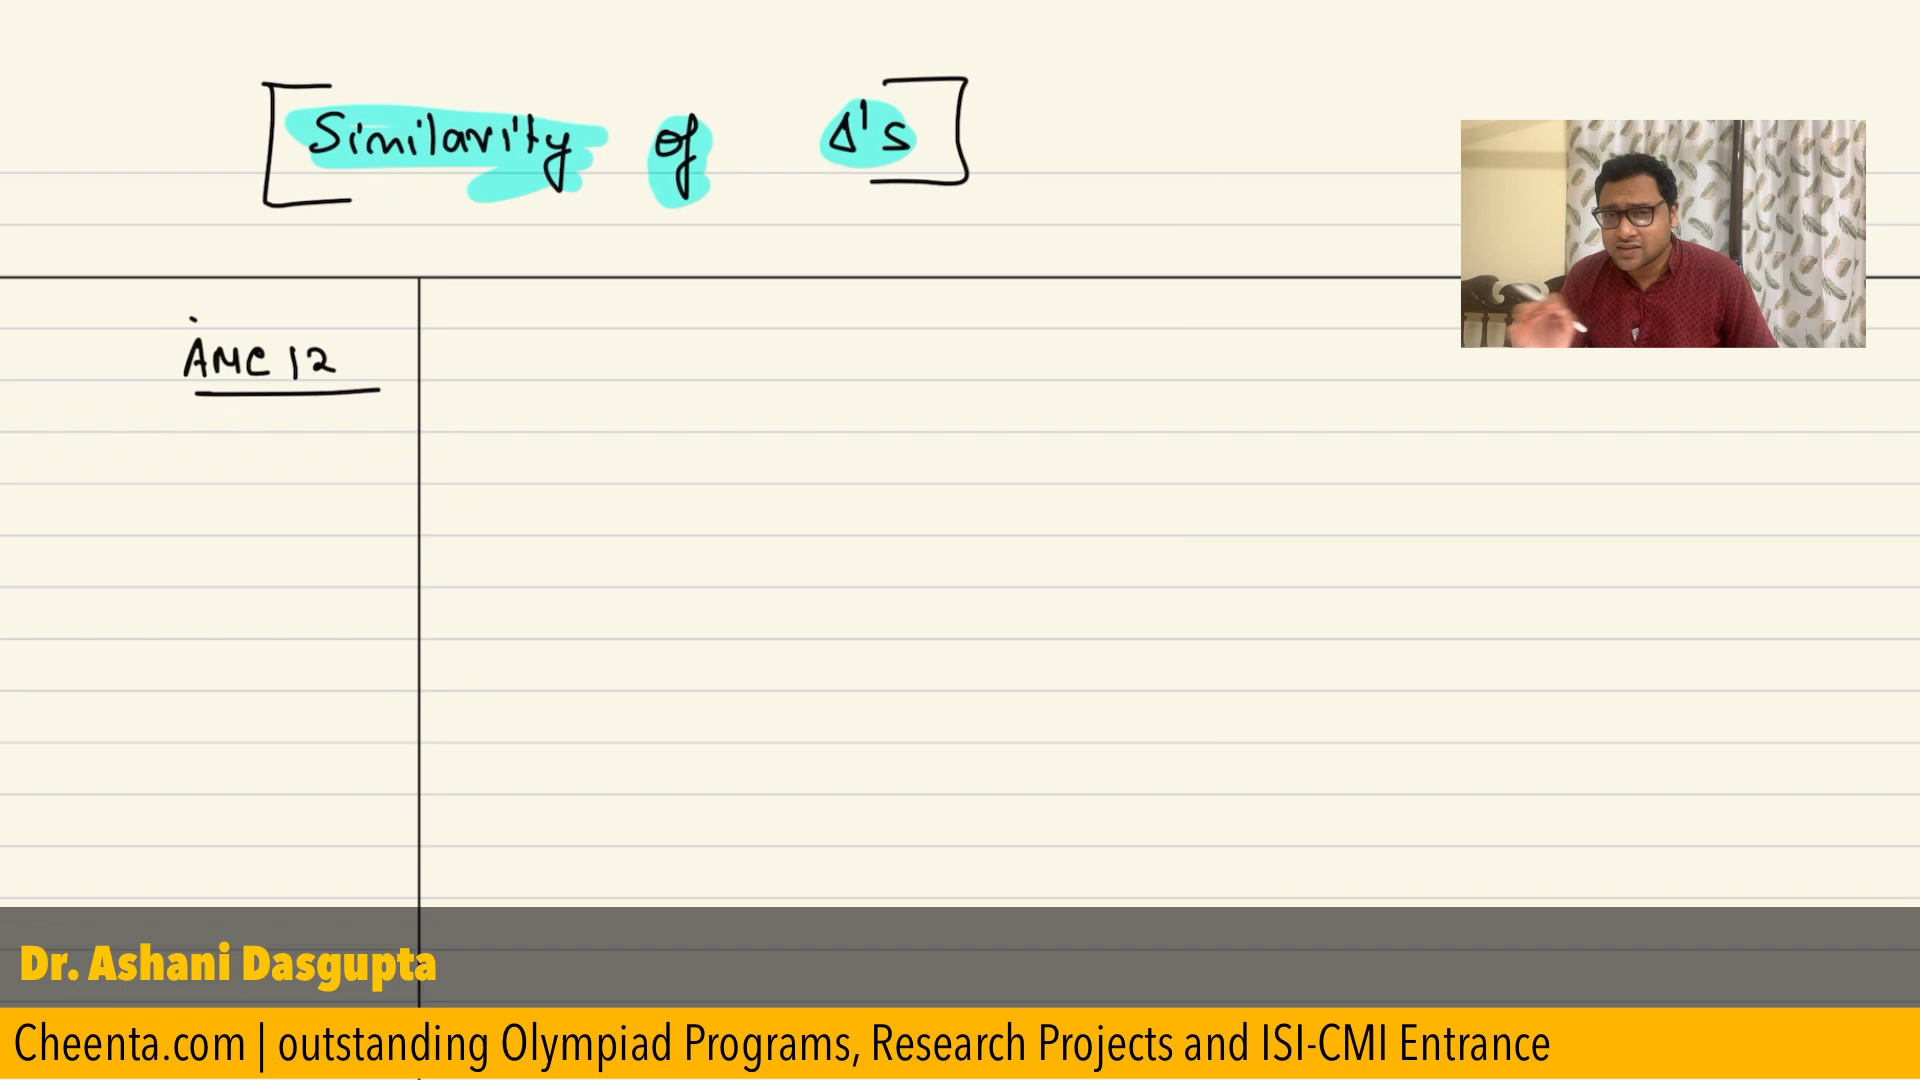 Similarity of Δ's
AMC 12
Dr. Ashani Dasgupta
Cheenta.com | outstanding Olympiad Programs, Research Projects and ISI-CMI Entrance